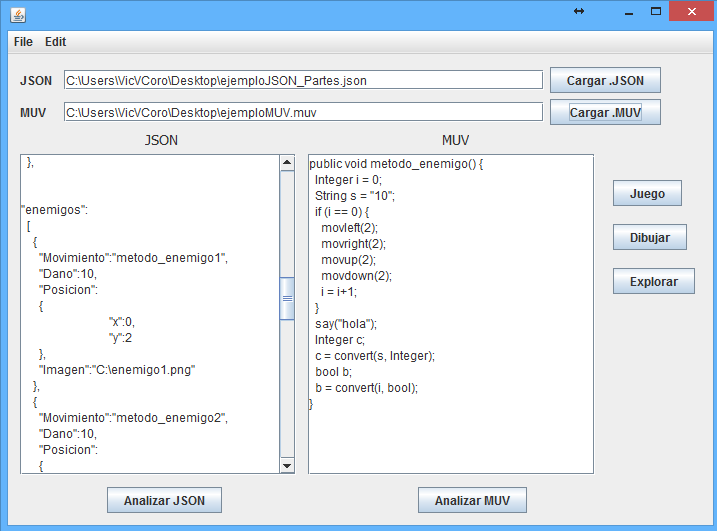 File Edit
JSON C:\Users\VicVCoro\Desktop\ejemploJSON_Partes.json Cargar .JSON
MUV C:\Users\VicVCoro\Desktop\ejemploMUV.muv Cargar .MUV
JSON
},
"enemigos":
[
{
"Movimiento":"metodo_enemigo1",
"Dano":10,
"Posicion":
{
"x":0,
"y":2
},
"Imagen":"C:\enemigo1.png"
},
{
"Movimiento":"metodo_enemigo2",
"Dano":10,
"Posicion":
{
Analizar JSON
MUV
public void metodo_enemigo() {
Integer i = 0;
String s = "10";
if (i == 0) {
movleft(2);
movright(2);
movup(2);
movdown(2);
i = i+1;
}
say("hola");
Integer c;
c = convert(s, Integer);
bool b;
b = convert(i, bool);
}
Analizar MUV
Juego
Dibujar
Explorar